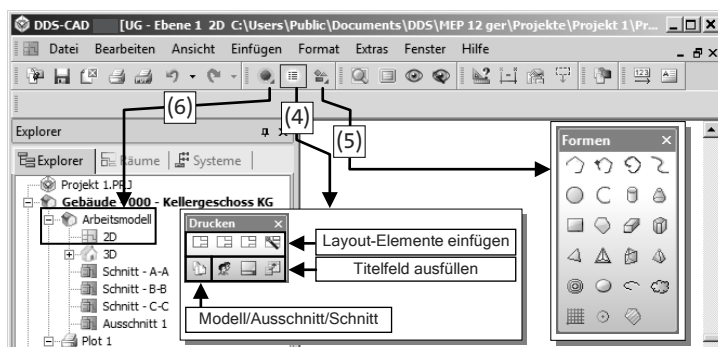 DDS-CAD [UG - Ebene 1 2D C:\Users\Public\Documents\DDS\MEP 12 ger\Projekte\Projekt 1\Pr...
Datei Bearbeiten Ansicht Einfügen Format Extras Fenster Hilfe
(6)
(4)
(5)
Explorer
Explorer Räume Systeme
Projekt 1.PRJ
Gebäude 7000 - Kellergeschoss KG
Arbeitsmodell
2D
3D
Schnitt - A-A
Schnitt - B-B
Schnitt - C-C
Ausschnitt 1
Plot 1
Drucken
Layout-Elemente einfügen
Titelfeld ausfüllen
Modell/Ausschnitt/Schnitt
Formen